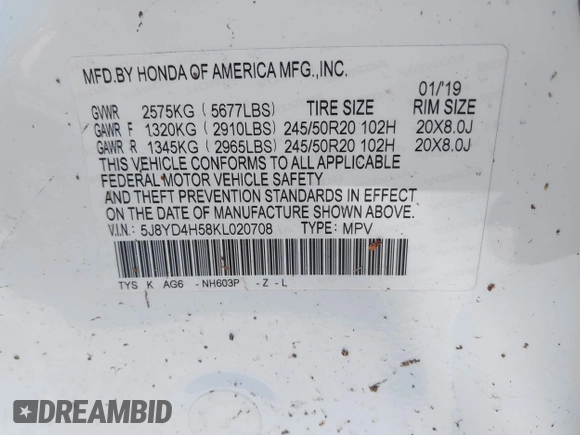 MFD.BY HONDA OF AMERICA MFG.,INC.
01/'19
GVWR 2575KG (5677LBS) TIRE SIZE RIM SIZE
GAWR F 1320KG (2910LBS) 245/50R20 102H 20X8.0J
GAWR R 1345KG (2965LBS) 245/50R20 102H 20X8.0J
THIS VEHICLE CONFORMS TO ALL APPLICABLE
FEDERAL MOTOR VEHICLE SAFETY
AND THEFT PREVENTION STANDARDS IN EFFECT
ON THE DATE OF MANUFACTURE SHOWN ABOVE.
V.I.N.: 5J8YD4H58KL020708 TYPE: MPV
TYS K AG6 -NH603P -Z-L
DREAMBID